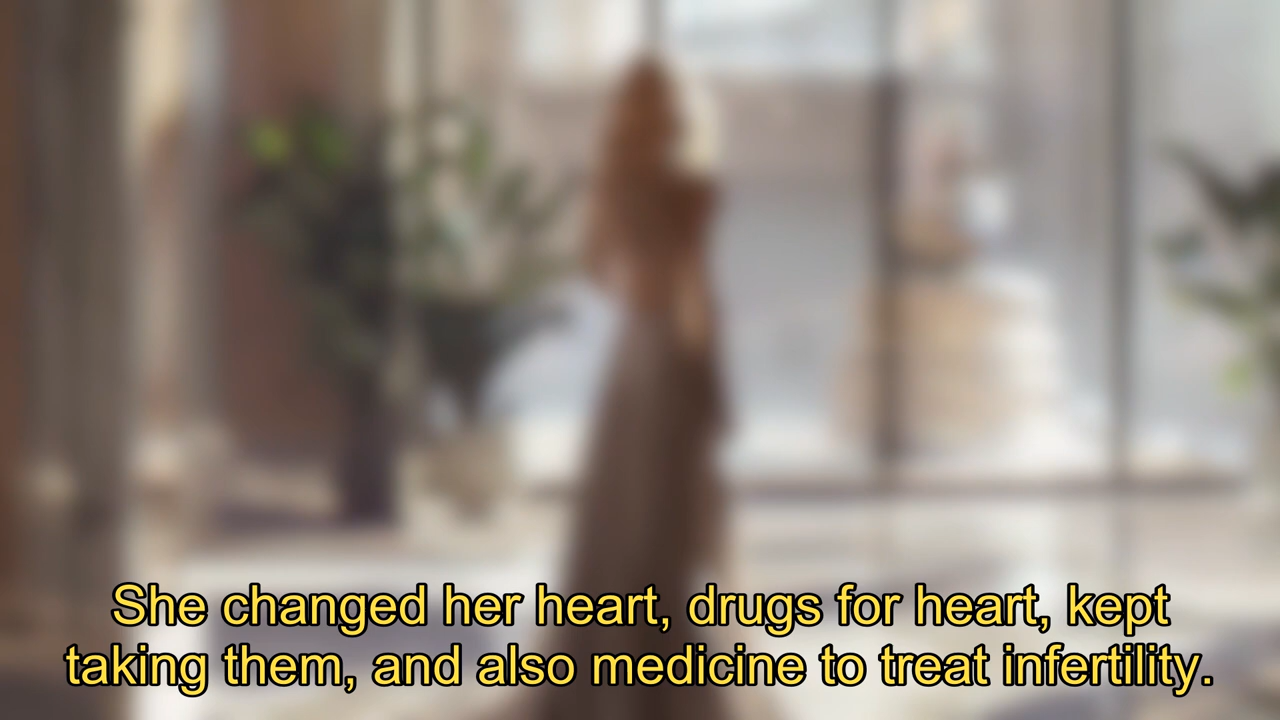 She changed her heart, drugs for heart, kept
taking them, and also medicine to treat infertility.